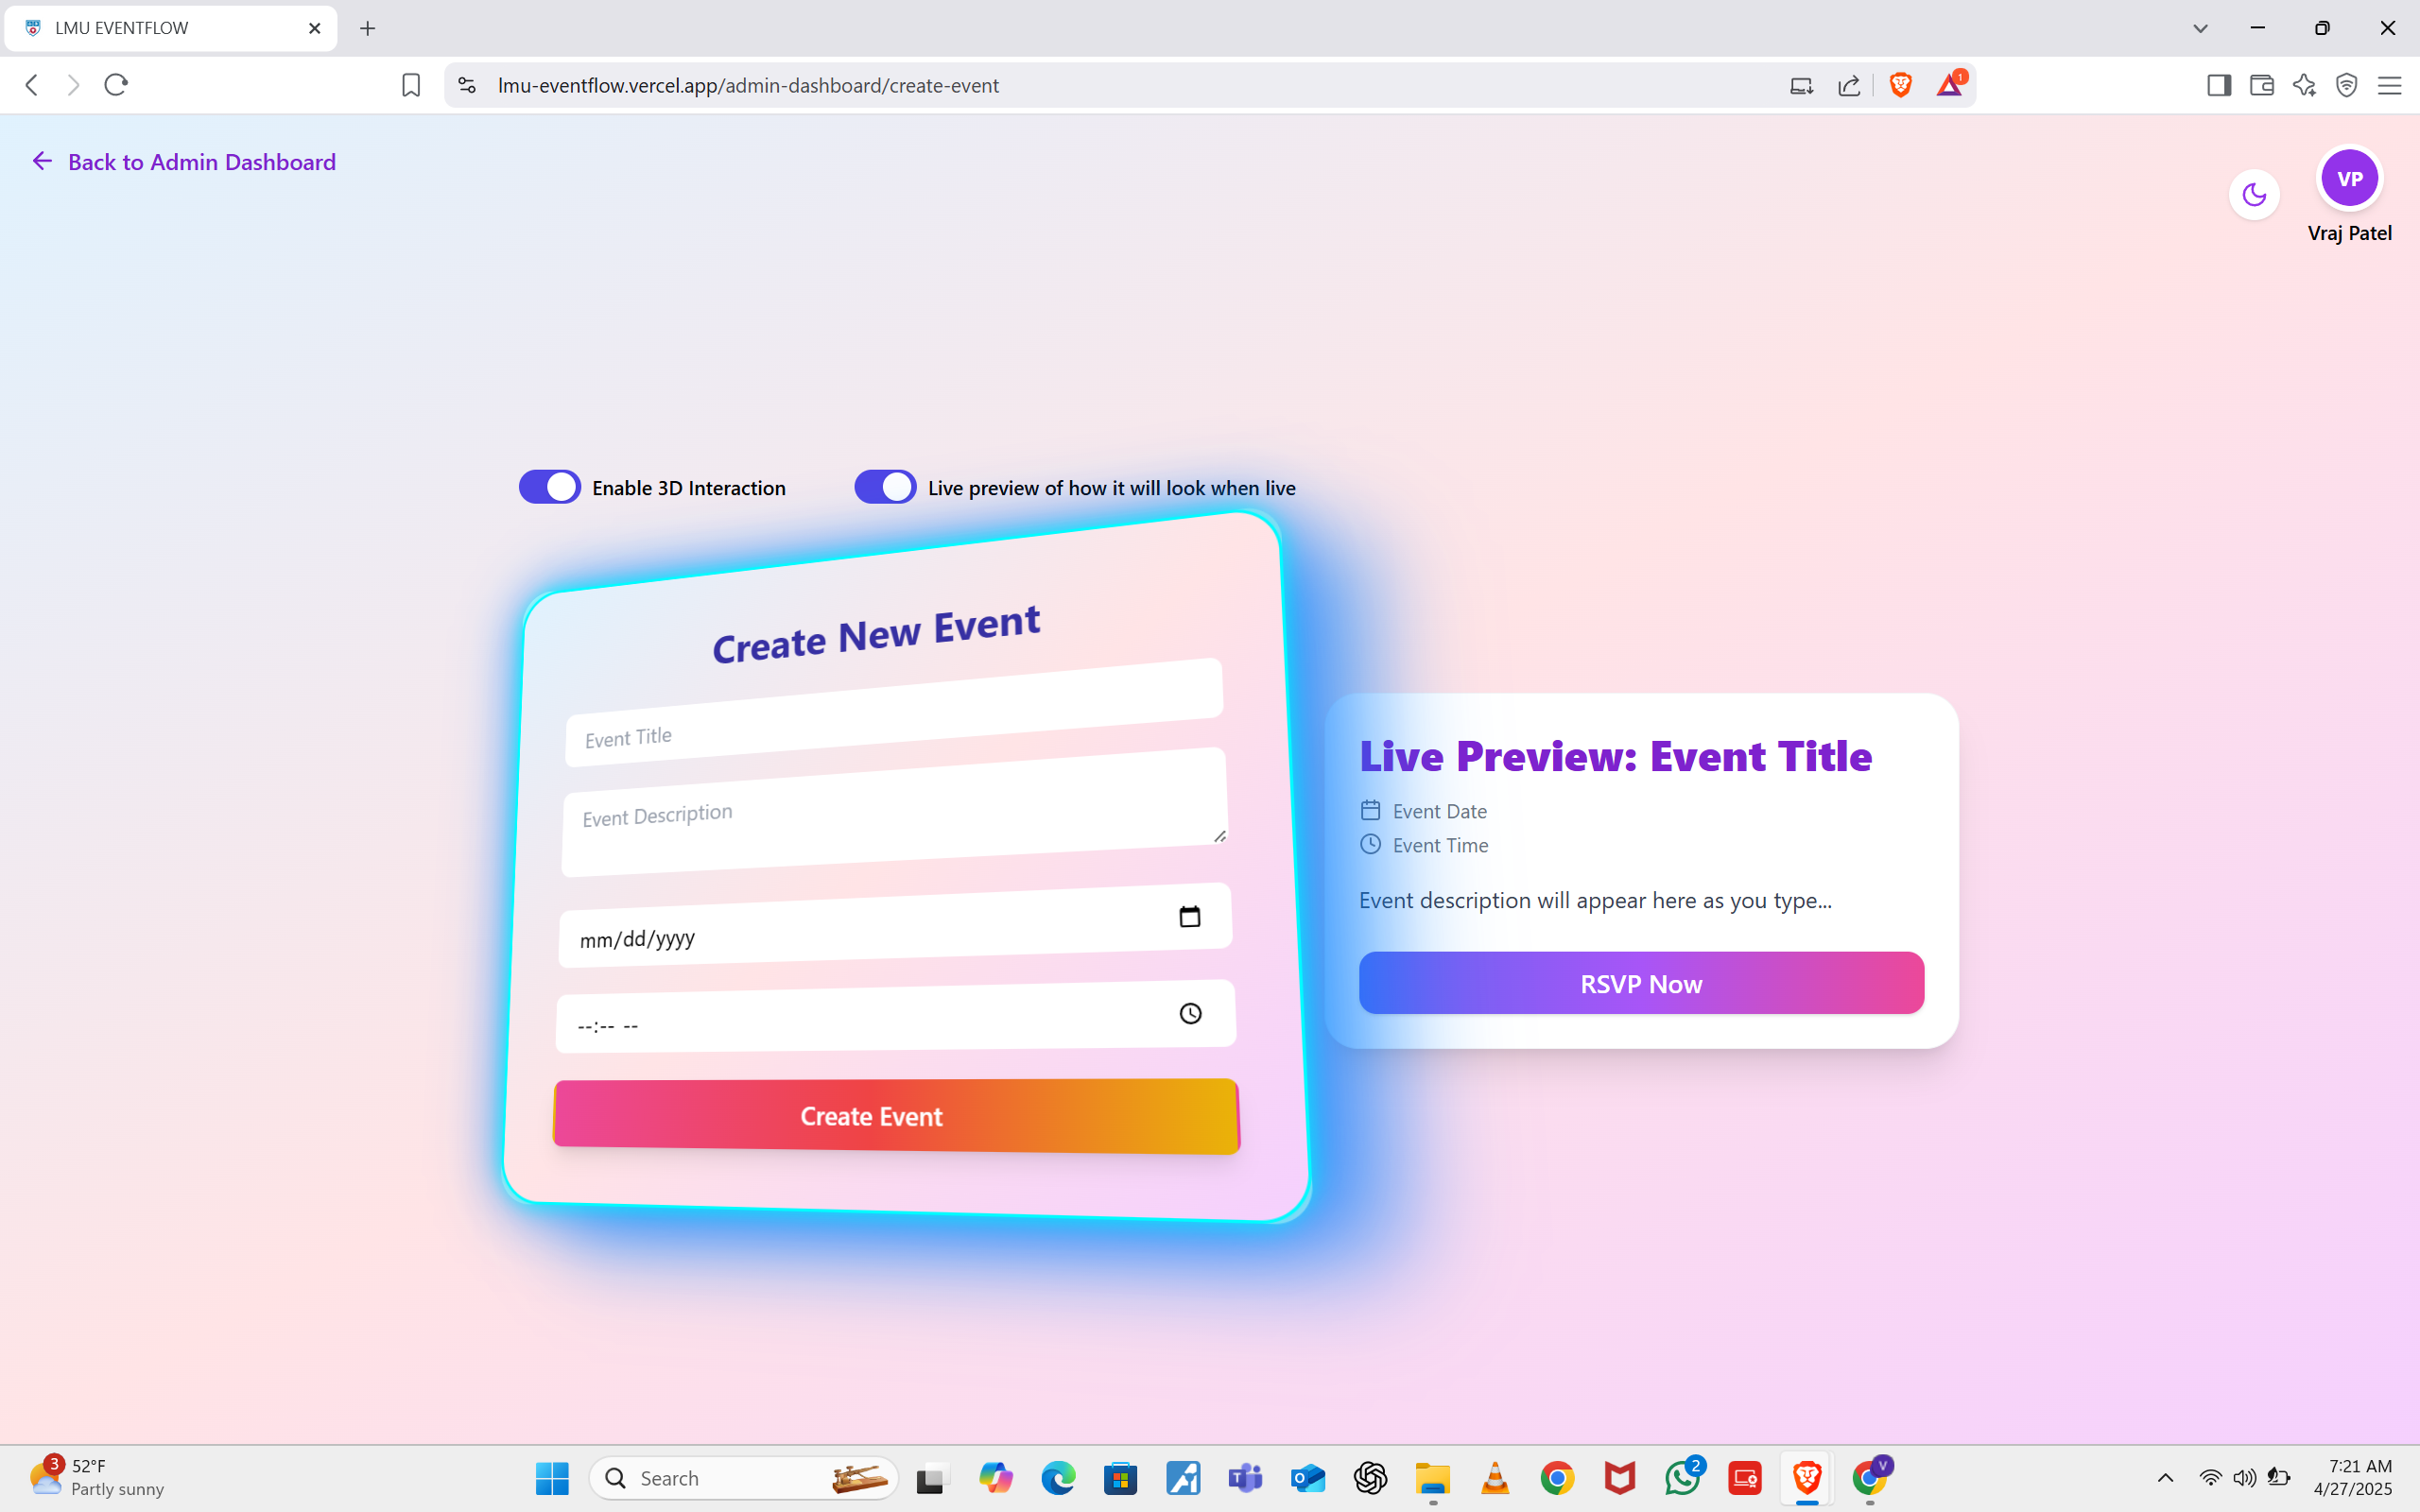 LMU EVENTFLOW
lmu-eventflow.vercel.app/admin-dashboard/create-event
1
Back to Admin Dashboard
VP
Vraj Patel
Enable 3D Interaction
Live preview of how it will look when live
Create New Event
Event Title
Event Description
mm/dd/yyyy
--:-- --
Create Event
Live Preview: Event Title
Event Date
Event Time
Event description will appear here as you type...
RSVP Now
3
52°F
Partly sunny
Search
2
V
7:21 AM
4/27/2025